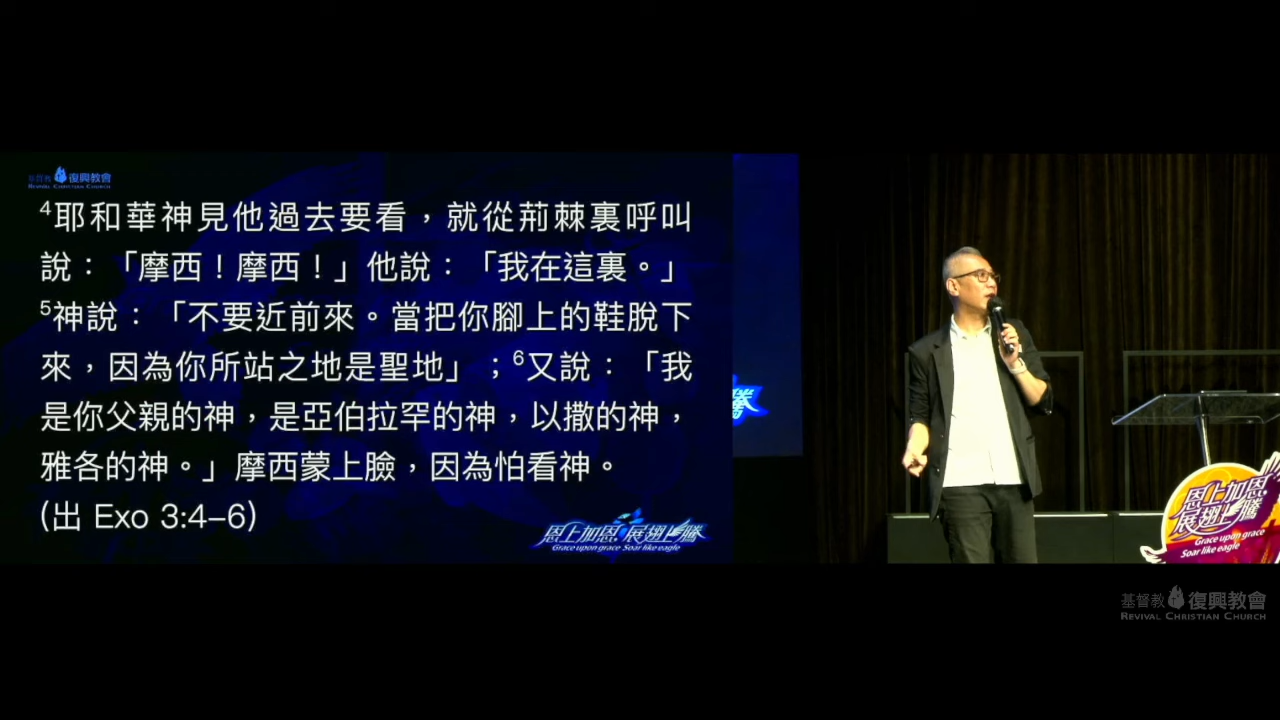 基督教 復興教會
REVIVAL CHRISTIAN CHURCH
4耶和華神見他過去要看，就從荊棘裏呼叫
說：「摩西！摩西！」他說：「我在這裏。」
5神說：「不要近前來。當把你腳上的鞋脫下
來，因為你所站之地是聖地」；6又說：「我
是你父親的神，是亞伯拉罕的神，以撒的神，
雅各的神。」摩西蒙上臉，因為怕看神。
(出 Exo 3:4-6)
恩上加恩 展翅上騰
Grace upon grace Soar like eagle
騰
恩上加恩
展翅上騰
Grace upon grace
Soar like eagle
基督教 復興教會
REVIVAL CHRISTIAN CHURCH